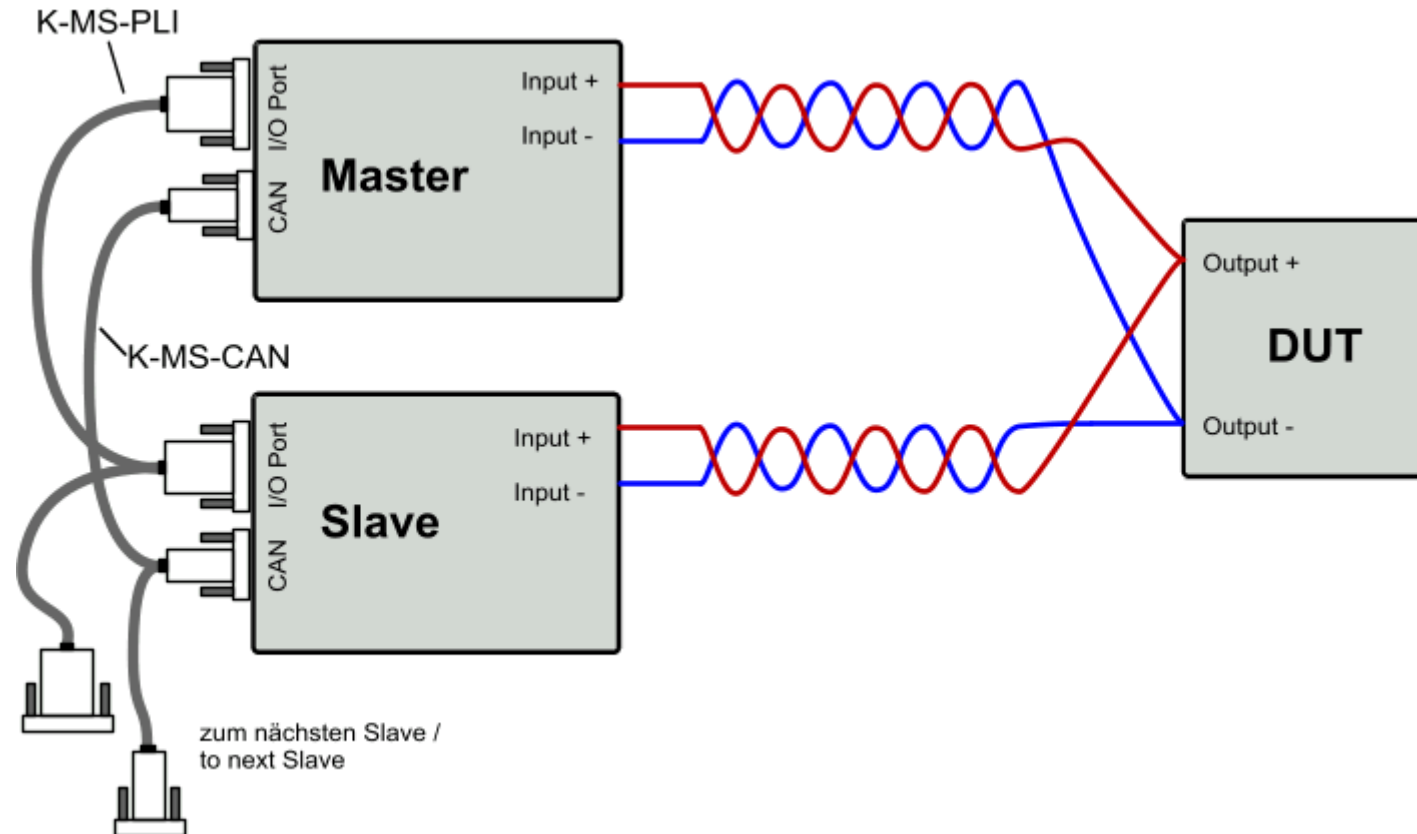 K-MS-PLI
I/O Port
CAN
Master
Input +
Input -
K-MS-CAN
I/O Port
CAN
Slave
Input +
Input -
Output +
DUT
Output -
zum nächsten Slave /
to next Slave